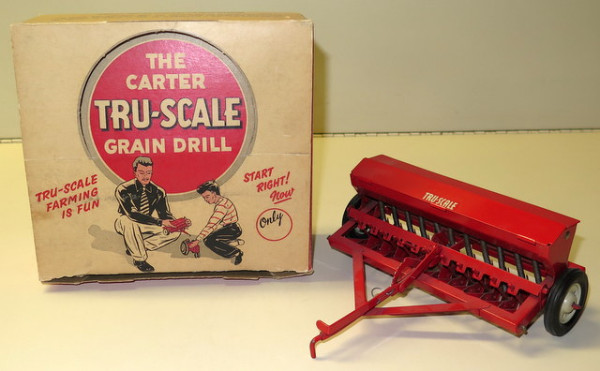 THE
CARTER
TRU-SCALE
GRAIN DRILL
TRU-SCALE
FARMING
IS FUN
START
RIGHT!
Now
Only
TRU-SCALE